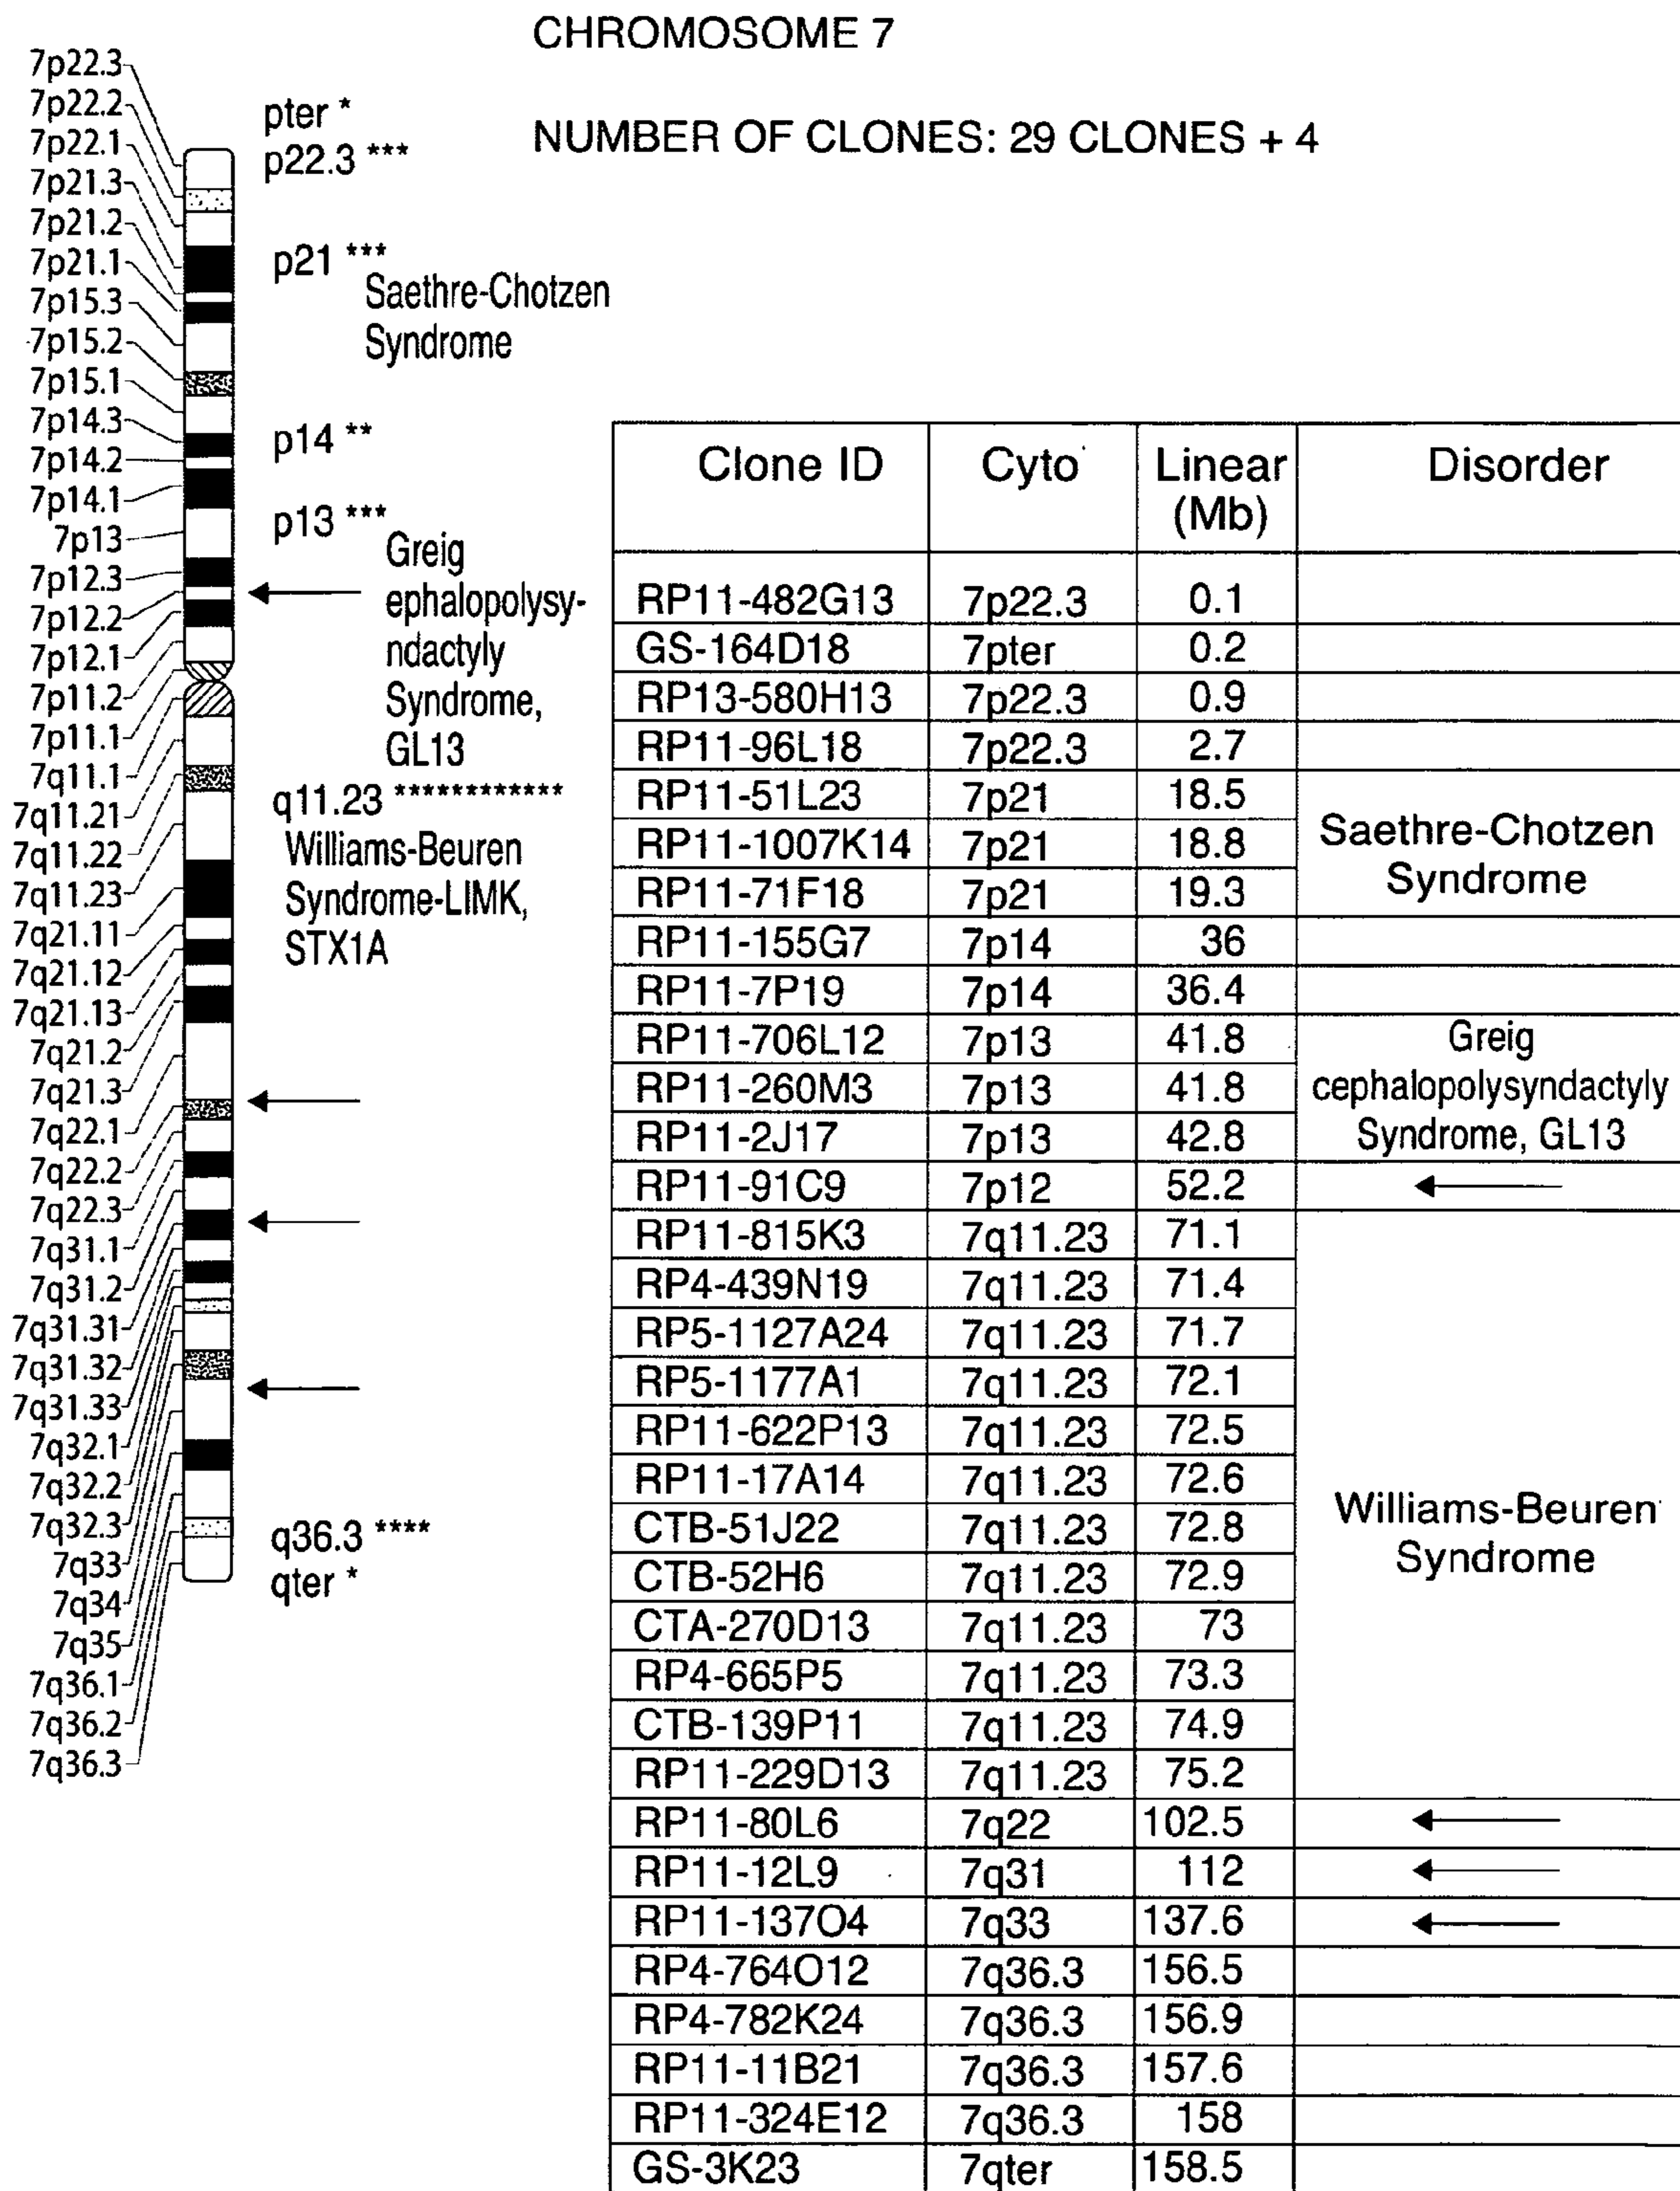 CHROMOSOME 7
NUMBER OF CLONES: 29 CLONES + 4
7p22.3
7p22.2
7p22.1
7p21.3
7p21.2
7p21.1
7p15.3
7p15.2
7p15.1
7p14.3
7p14.2
7p14.1
7p13
7p12.3
7p12.2
7p12.1
7p11.2
7p11.1
7q11.1
7q11.21
7q11.22
7q11.23
7q21.11
7q21.12
7q21.13
7q21.2
7q21.3
7q22.1
7q22.2
7q22.3
7q31.1
7q31.2
7q31.31
7q31.32
7q31.33
7q32.1
7q32.2
7q32.3
7q33
7q34
7q35
7q36.1
7q36.2
7q36.3
pter *
p22.3 ***
p21 ***
Saethre-Chotzen
Syndrome
p14 **
p13 ***
Greig
ephalopolysy-
ndactyly
Syndrome,
GL13
q11.23 ************
Williams-Beuren
Syndrome-LIMK,
STX1A
q36.3 ****
qter *
Clone ID Cyto Linear (Mb) Disorder
RP11-482G13 7p22.3 0.1
GS-164D18 7pter 0.2
RP13-580H13 7p22.3 0.9
RP11-96L18 7p22.3 2.7
RP11-51L23 7p21 18.5
RP11-1007K14 7p21 18.8
RP11-71F18 7p21 19.3
Saethre-Chotzen
Syndrome
RP11-155G7 7p14 36
RP11-7P19 7p14 36.4
RP11-706L12 7p13 41.8
RP11-260M3 7p13 41.8
RP11-2J17 7p13 42.8
Greig
cephalopolysyndactyly
Syndrome, GL13
RP11-91C9 7p12 52.2 ←
RP11-815K3 7q11.23 71.1
RP4-439N19 7q11.23 71.4
RP5-1127A24 7q11.23 71.7
RP5-1177A1 7q11.23 72.1
RP11-622P13 7q11.23 72.5
RP11-17A14 7q11.23 72.6
CTB-51J22 7q11.23 72.8
CTB-52H6 7q11.23 72.9
CTA-270D13 7q11.23 73
RP4-665P5 7q11.23 73.3
CTB-139P11 7q11.23 74.9
RP11-229D13 7q11.23 75.2
Williams-Beuren
Syndrome
RP11-80L6 7q22 102.5 ←
RP11-12L9 7q31 112 ←
RP11-137O4 7q33 137.6 ←
RP4-764O12 7q36.3 156.5
RP4-782K24 7q36.3 156.9
RP11-11B21 7q36.3 157.6
RP11-324E12 7q36.3 158
GS-3K23 7qter 158.5